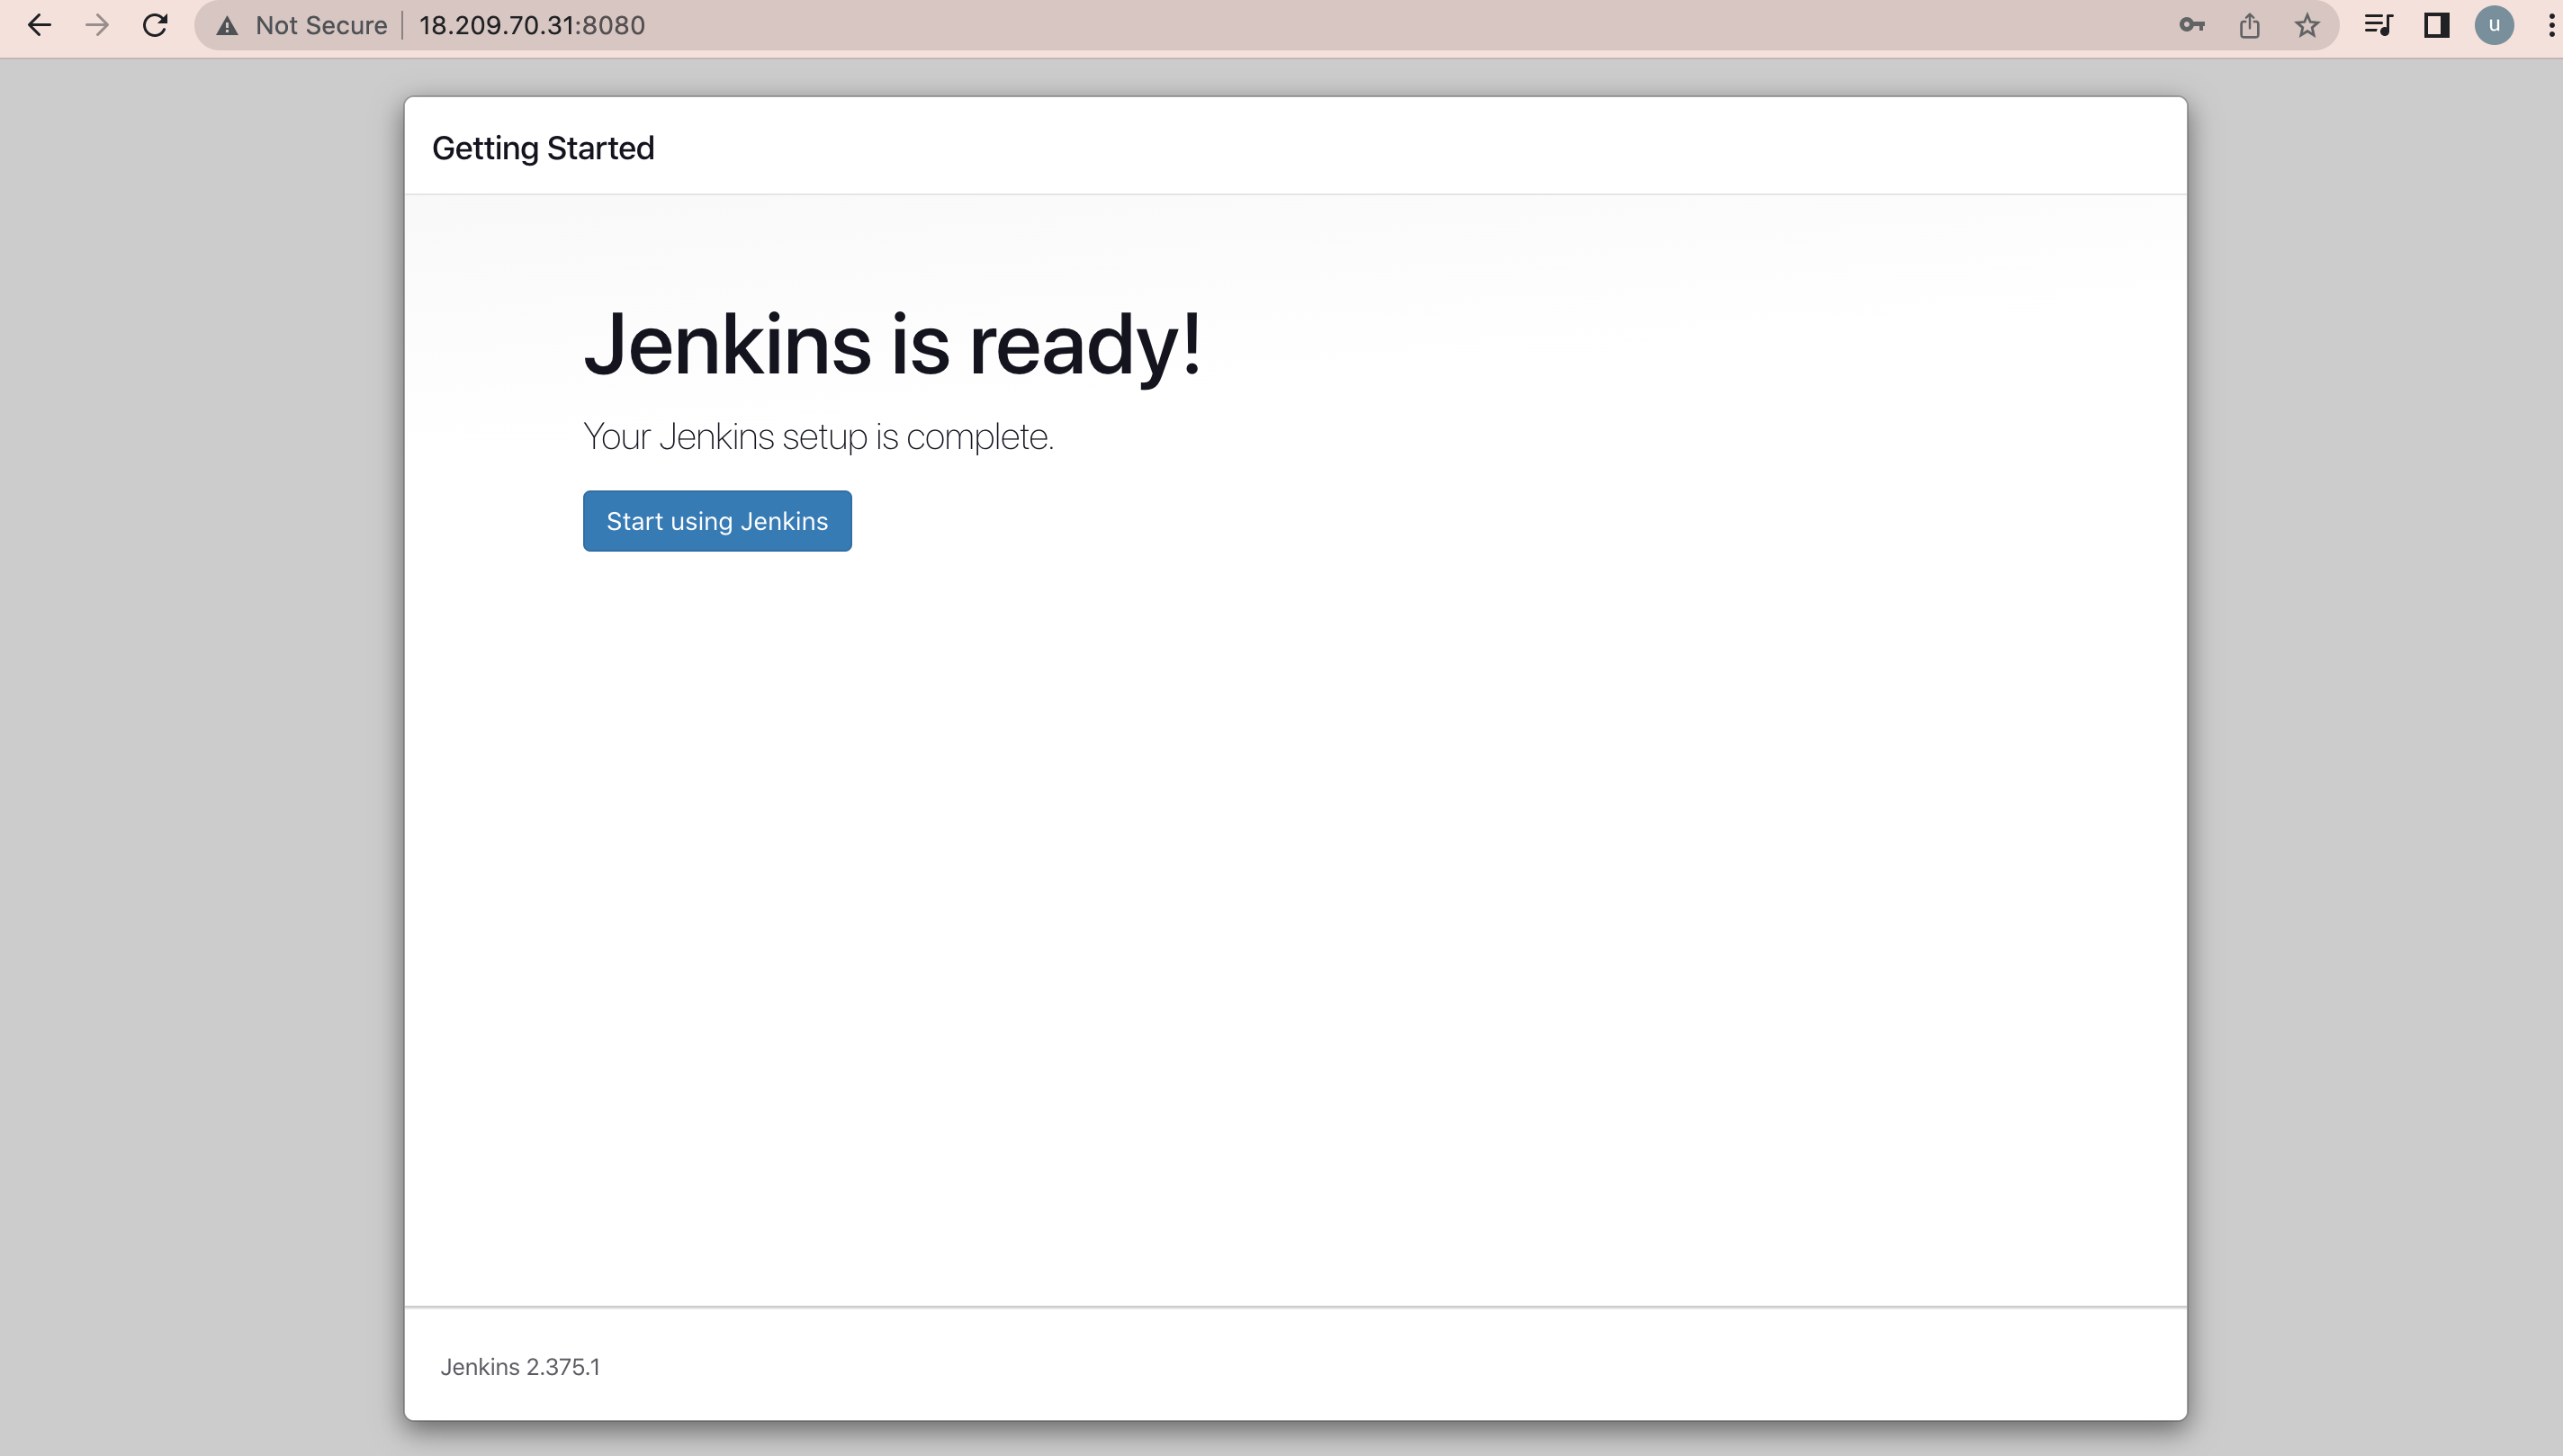 Not Secure 18.209.70.31:8080
u
Getting Started
Jenkins is ready!
Your Jenkins setup is complete.
Start using Jenkins
Jenkins 2.375.1